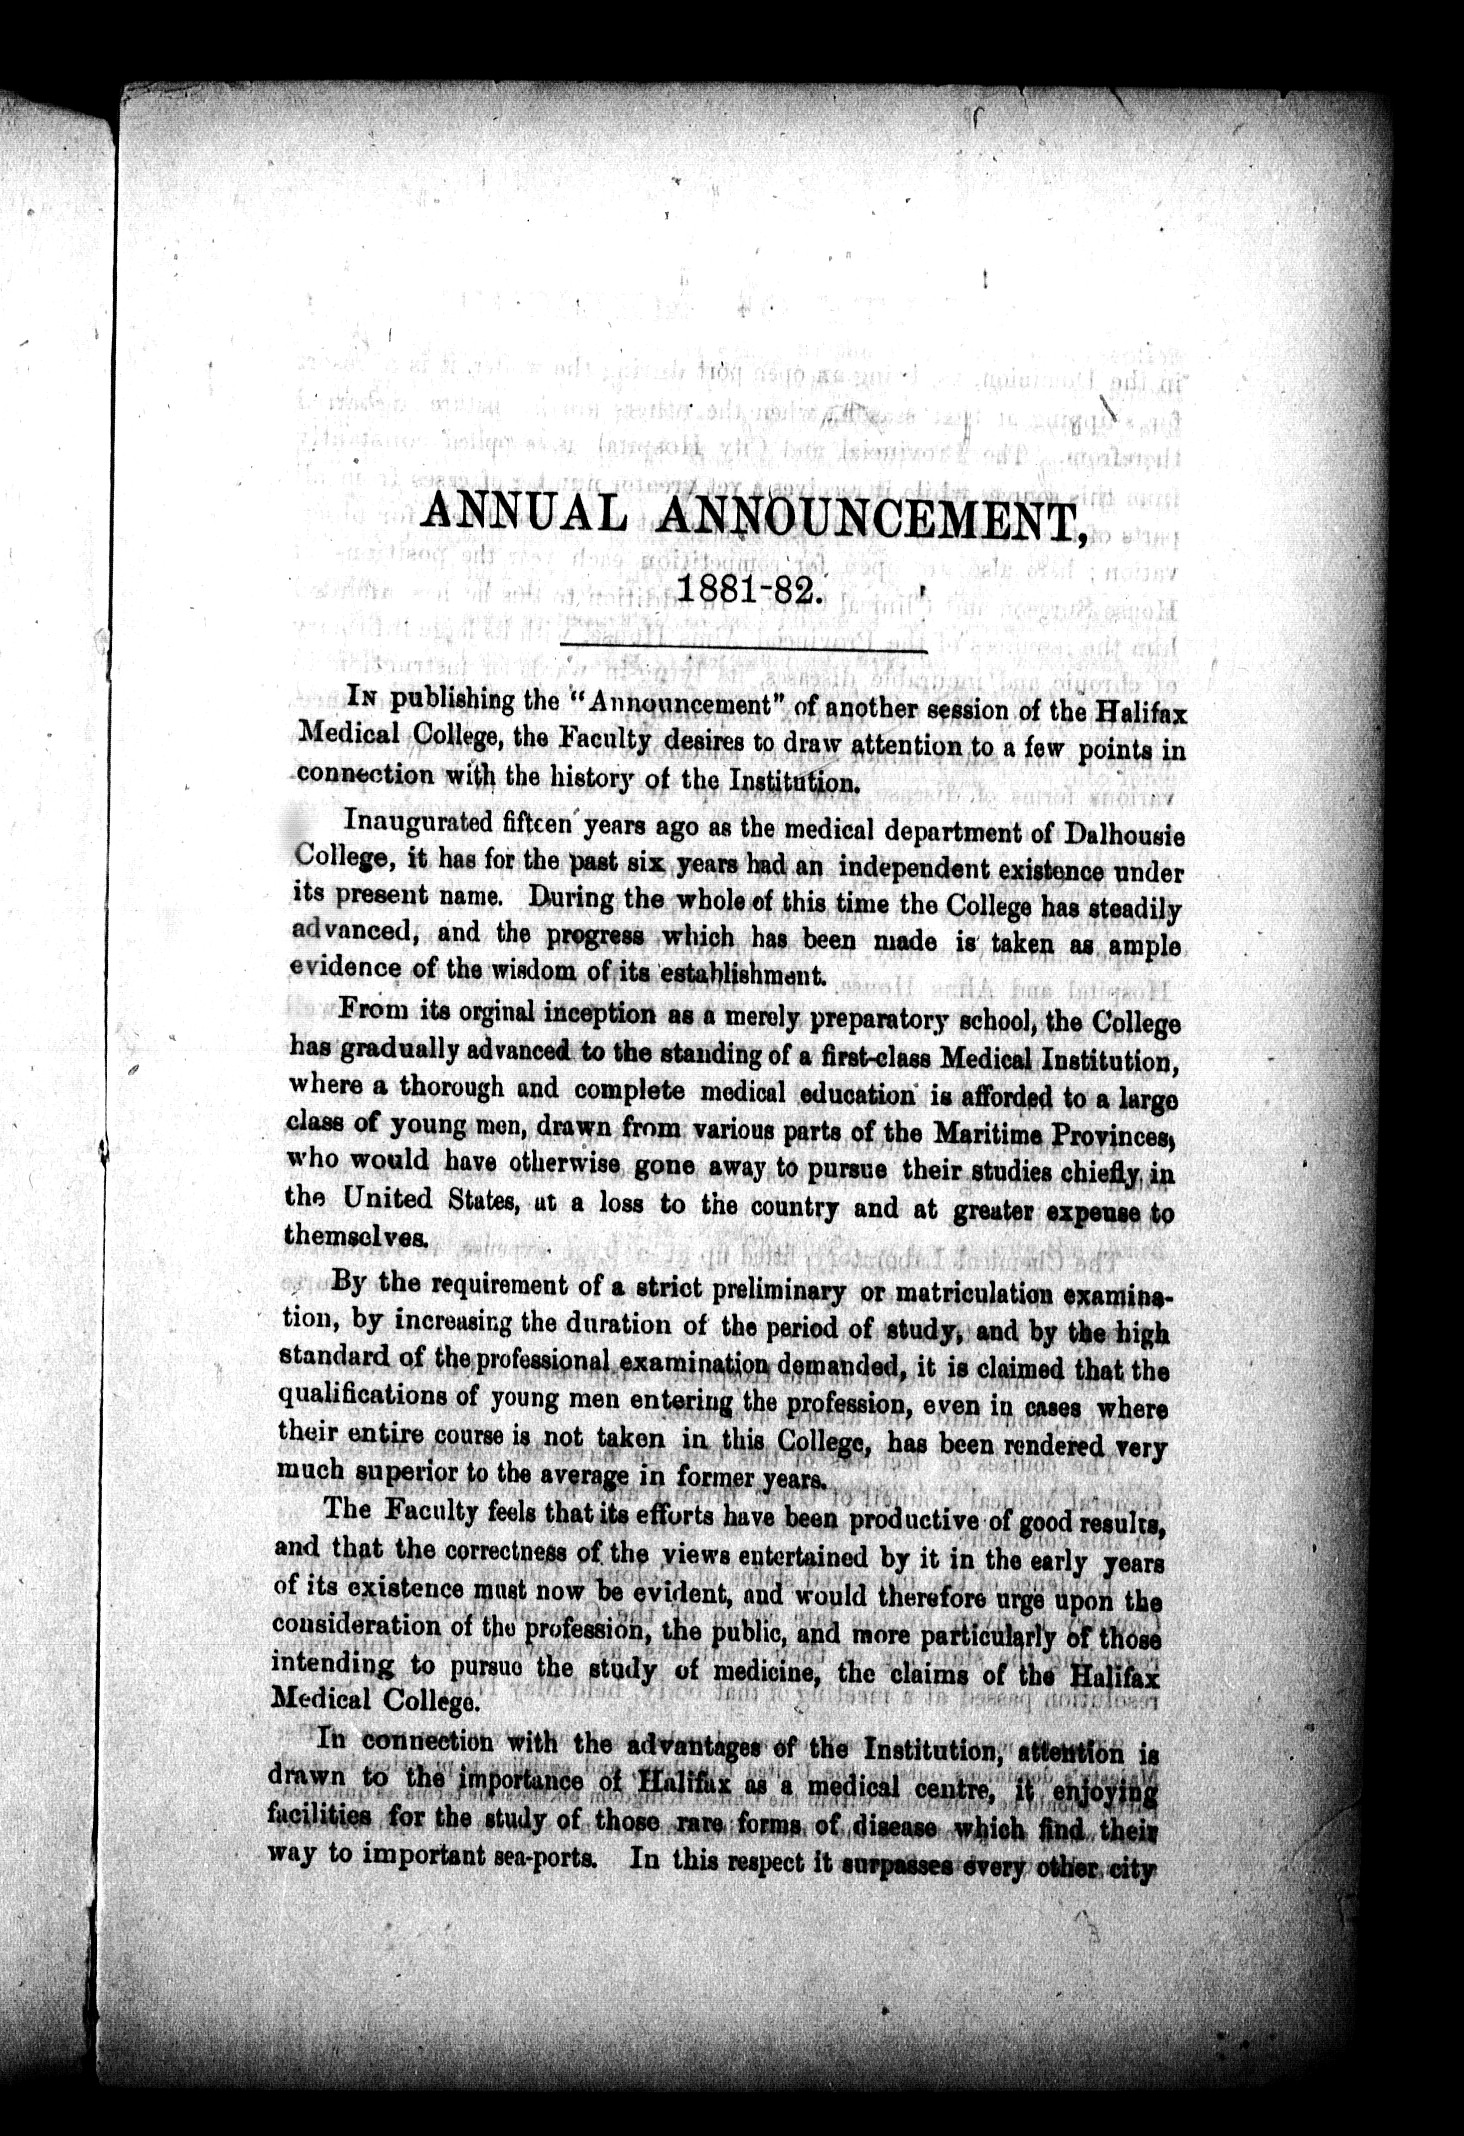 ANNUAL ANNOUNCEMENT,
1881-82.
IN publishing the "Announcement" of another session of the Halifax
Medical College, the Faculty desires to draw attention to a few points in
connection with the history of the Institution.
Inaugurated fifteen years ago as the medical department of Dalhousie
College, it has for the past six years had an independent existence under
its present name. During the whole of this time the College has steadily
advanced, and the progress which has been made is taken as ample
evidence of the wisdom of its establishment.
From its orginal inception as a merely preparatory school, the College
has gradually advanced to the standing of a first-class Medical Institution,
where a thorough and complete medical education is afforded to a large
class of young men, drawn from various parts of the Maritime Provinces,
who would have otherwise gone away to pursue their studies chiefly in
the United States, at a loss to the country and at greater expense to
themselves.
By the requirement of a strict preliminary or matriculation examina-
tion, by increasing the duration of the period of study, and by the high
standard of the professional examination demanded, it is claimed that the
qualifications of young men entering the profession, even in cases where
their entire course is not taken in this College, has been rendered very
much superior to the average in former years.
The Faculty feels that its efforts have been productive of good results,
and that the correctness of the views entertained by it in the early years
of its existence must now be evident, and would therefore urge upon the
consideration of the profession, the public, and more particularly of those
intending to pursue the study of medicine, the claims of the Halifax
Medical College.
In connection with the advantages of the Institution, attention is
drawn to the importance of Halifax as a medical centre, it enjoying
facilities for the study of those rare forms of disease which find their
way to important sea-ports. In this respect it surpasses every other city